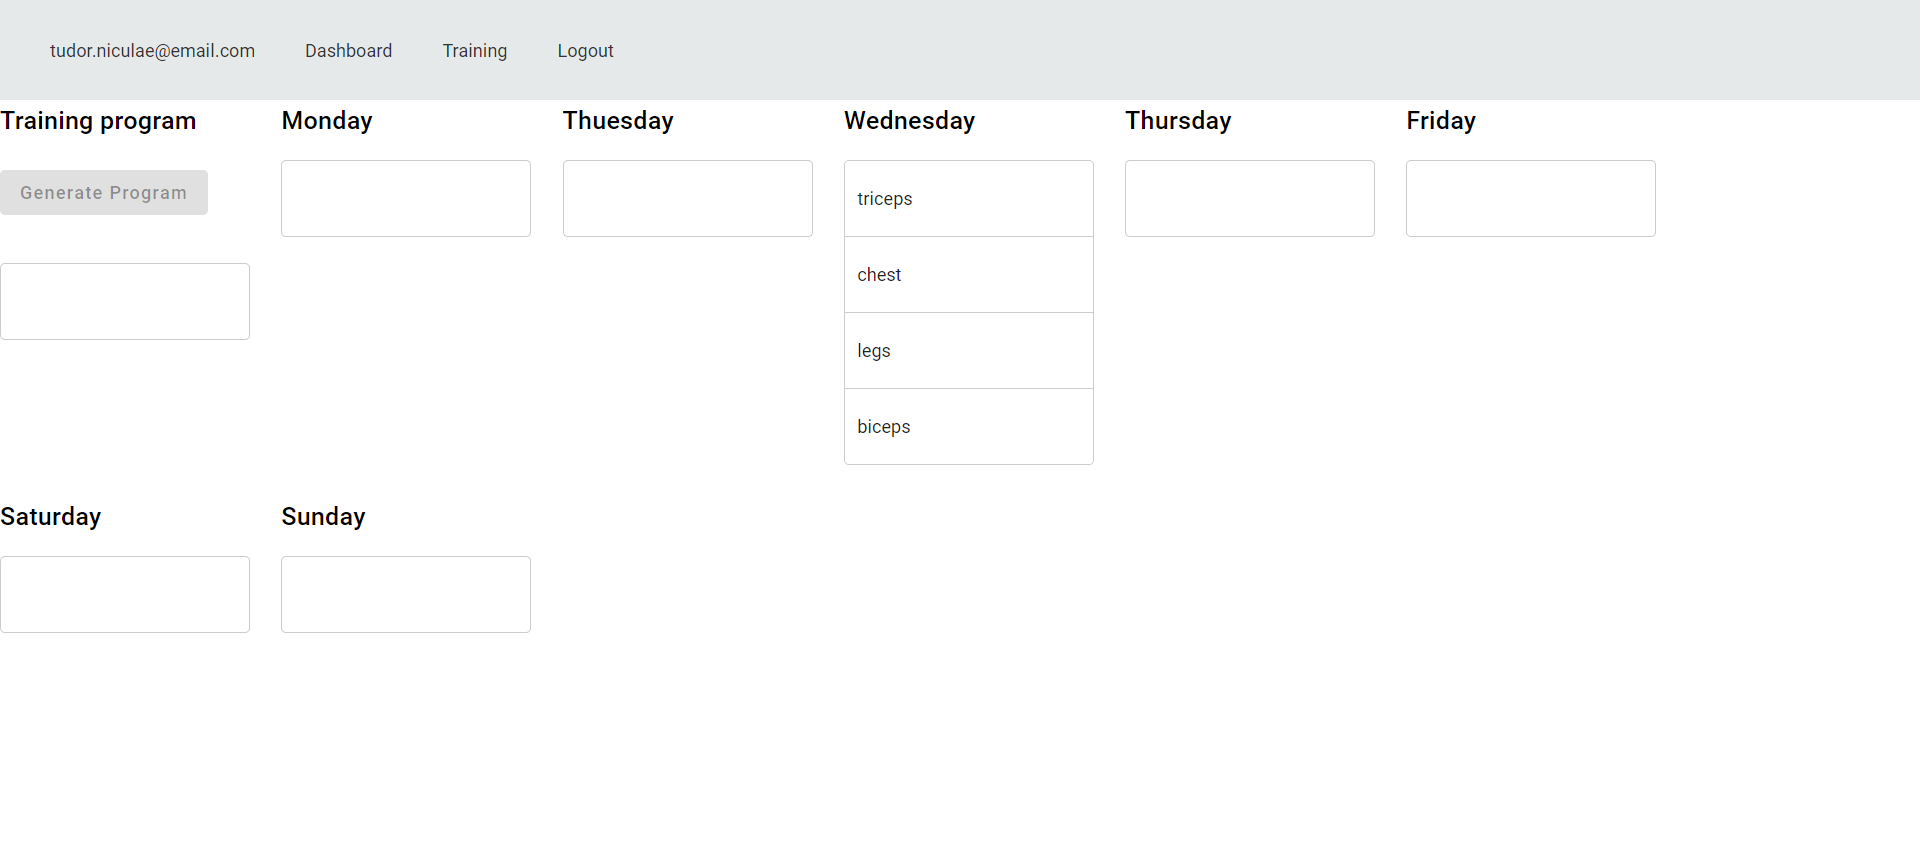 tudor.niculae@email.com Dashboard Training Logout
Training program Monday Thuesday Wednesday Thursday Friday
Generate Program
triceps
chest
legs
biceps
Saturday Sunday